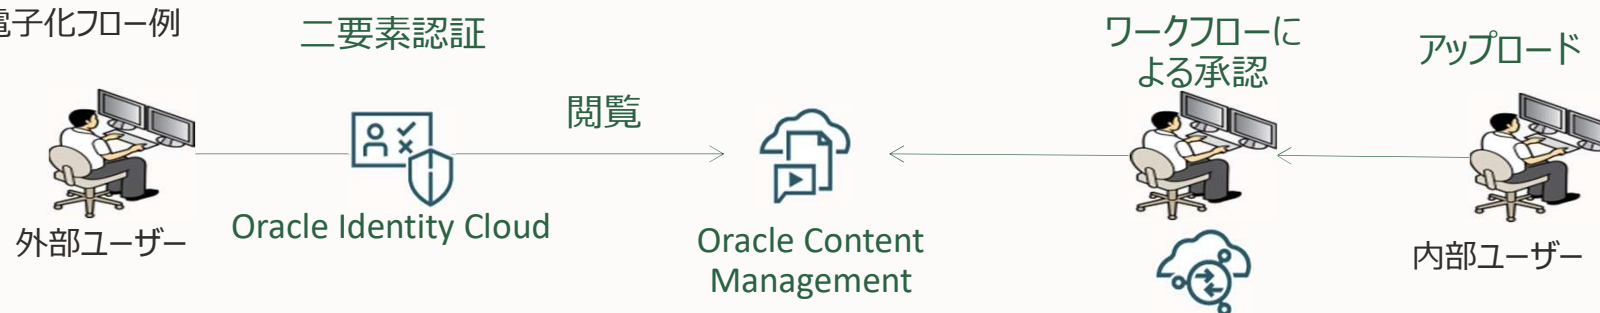 電子化フロー例
二要素認証
閲覧
ワークフローに
よる承認
アップロード
外部ユーザー
Oracle Identity Cloud
Oracle Content
Management
内部ユーザー